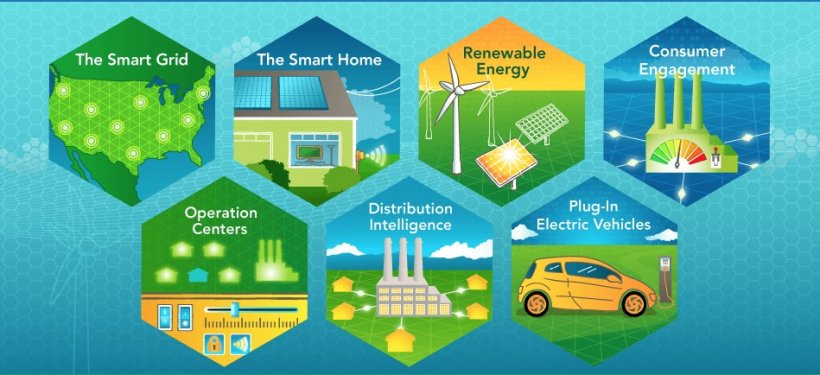 The Smart Grid
The Smart Home
Renewable
Energy
Consumer
Engagement
Operation
Centers
Distribution
Intelligence
Plug-In
Electric Vehicles